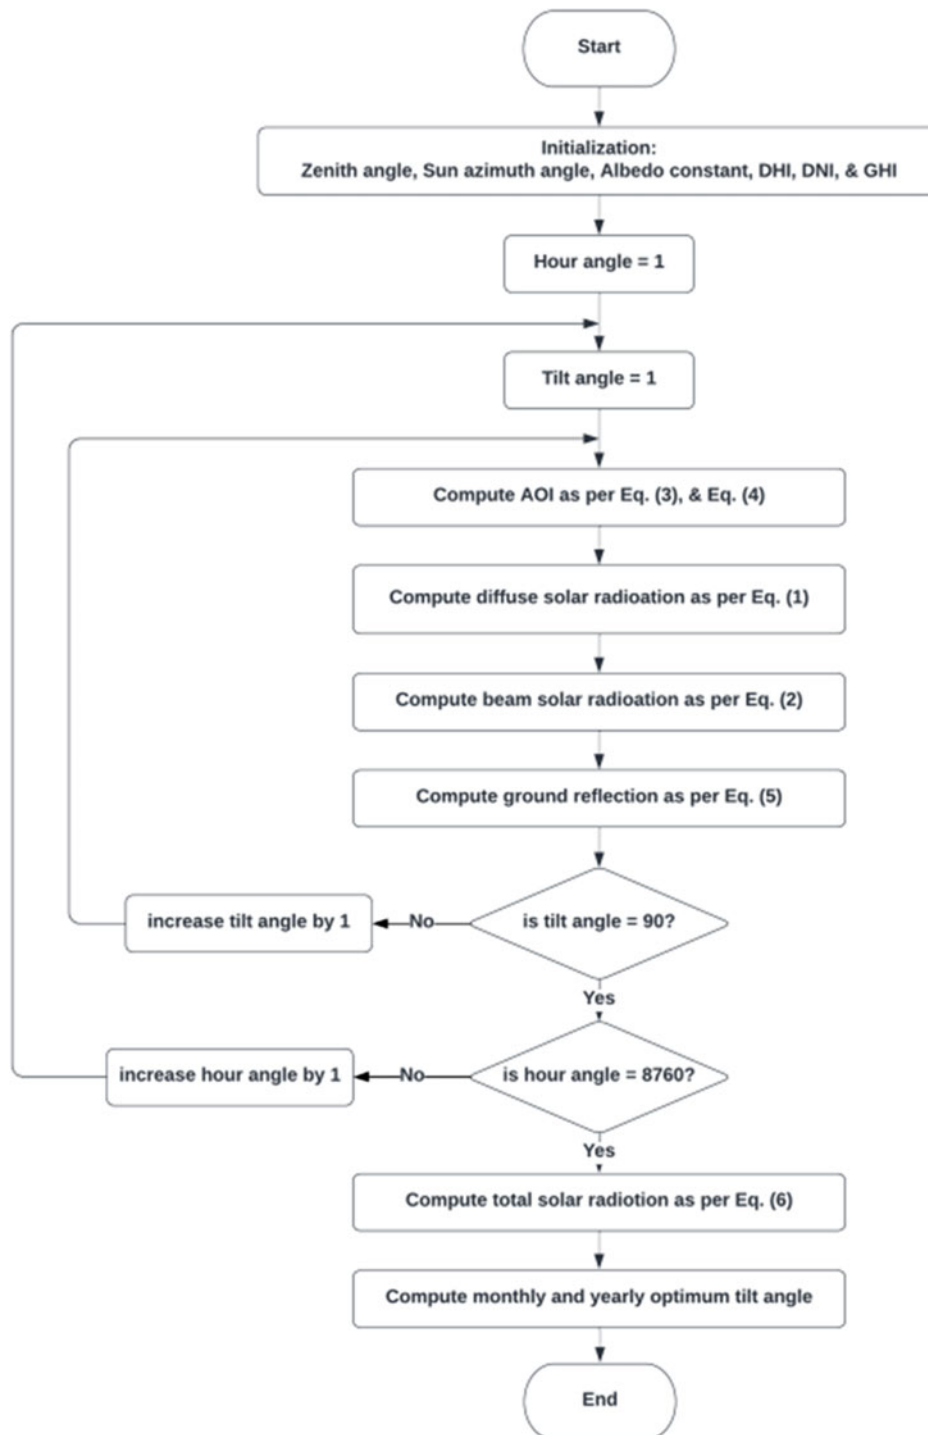 Start
Initialization:
Zenith angle, Sun azimuth angle, Albedo constant, DHI, DNI, & GHI
Hour angle = 1
Tilt angle = 1
Compute AOI as per Eq. (3), & Eq. (4)
Compute diffuse solar radioation as per Eq. (1)
Compute beam solar radioation as per Eq. (2)
Compute ground reflection as per Eq. (5)
increase tilt angle by 1
No
is tilt angle = 90?
Yes
increase hour angle by 1
No
is hour angle = 8760?
Yes
Compute total solar radiotion as per Eq. (6)
Compute monthly and yearly optimum tilt angle
End